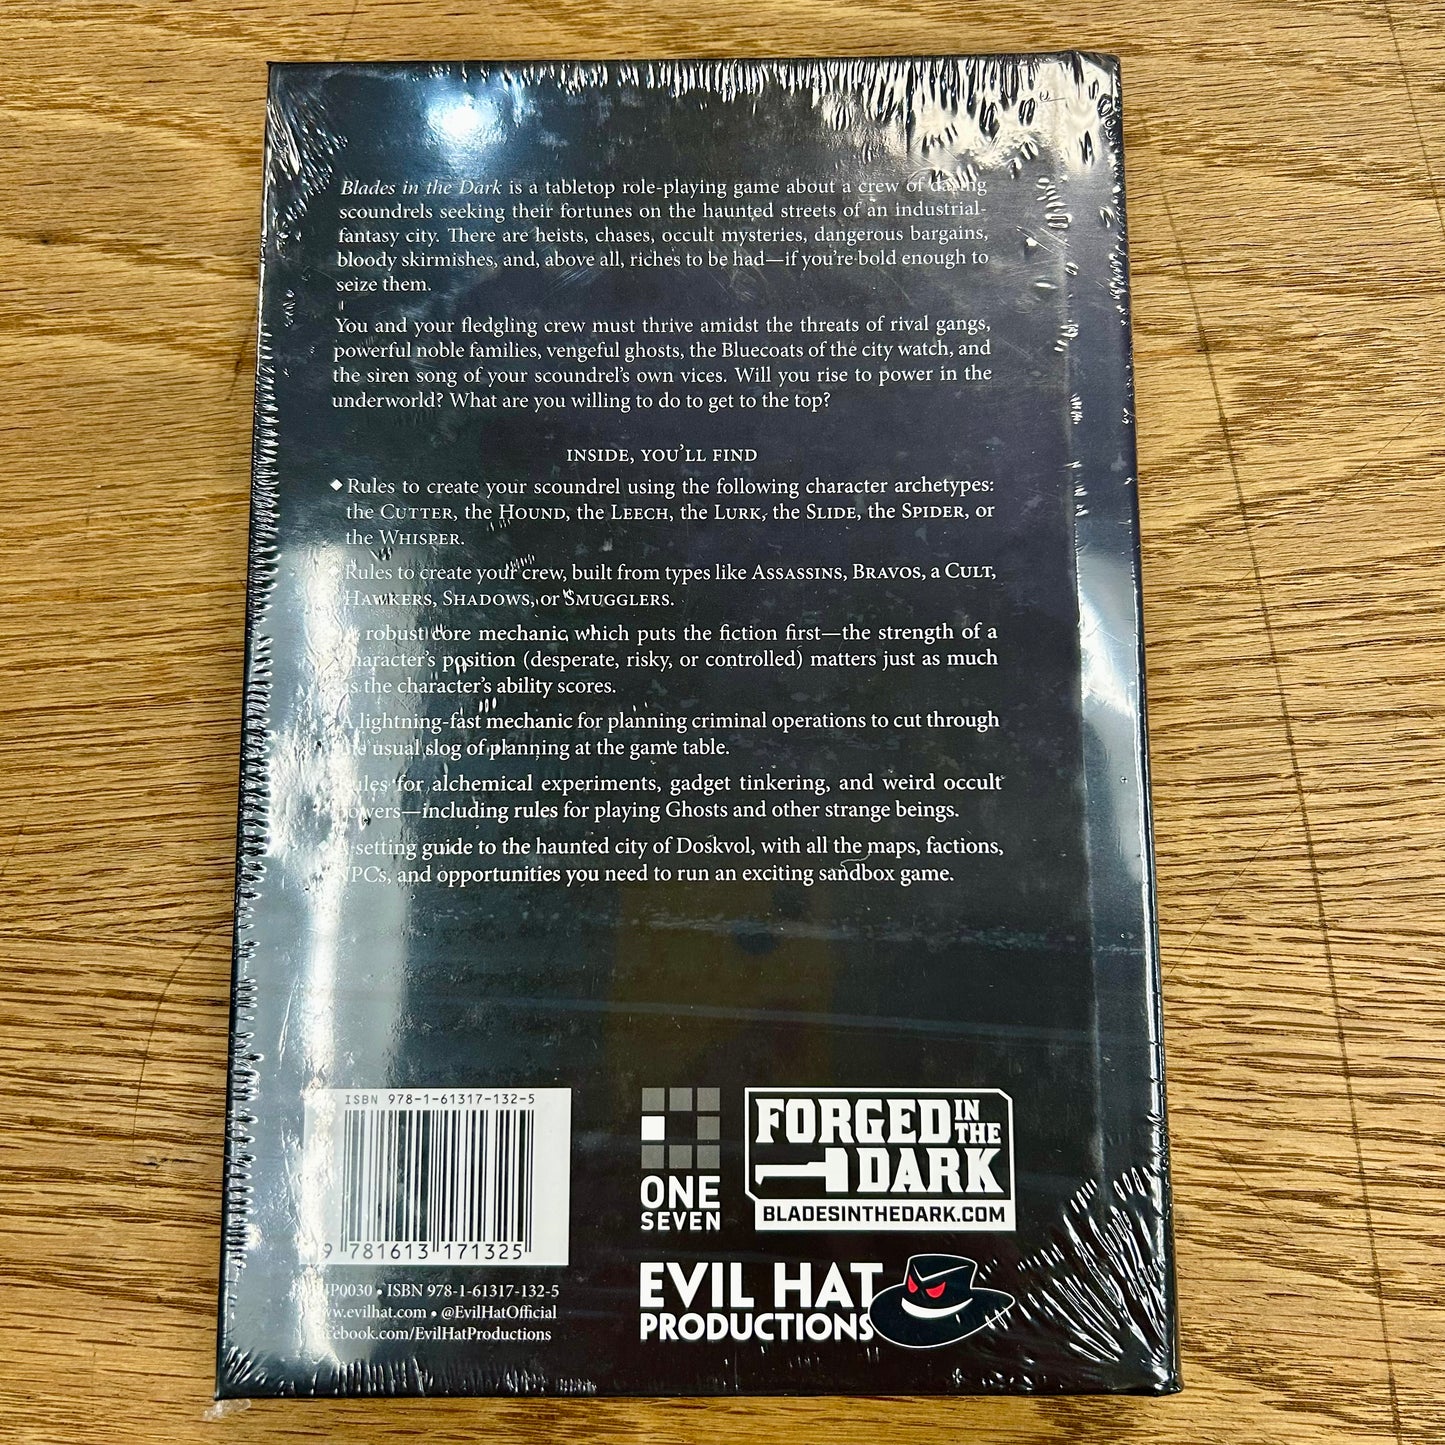 Blades in the Dark is a tabletop role-playing game about a crew of daring
scoundrels seeking their fortunes on the haunted streets of an industrial-
fantasy city. There are heists, chases, occult mysteries, dangerous bargains,
bloody skirmishes, and, above all, riches to be had—if you're bold enough to
seize them.
You and your fledgling crew must thrive amidst the threats of rival gangs,
powerful noble families, vengeful ghosts, the Bluecoats of the city watch, and
the siren song of your scoundrel's own vices. Will you rise to power in the
underworld? What are you willing to do to get to the top?
INSIDE, YOU'LL FIND
◆ Rules to create your scoundrel using the following character archetypes:
the CUTTER, the HOUND, the LEECH, the LURK, the SLIDE, the SPIDER, or
the WHISPER.
Rules to create your crew, built from types like ASSASSINS, BRAVOS, a CULT,
HAWKERS, SHADOWS, or SMUGGLERS.
A robust core mechanic which puts the fiction first—the strength of a
character's position (desperate, risky, or controlled) matters just as much
as the character's ability scores.
A lightning-fast mechanic for planning criminal operations to cut through
the usual slog of planning at the game table.
Rules for alchemical experiments, gadget tinkering, and weird occult
powers—including rules for playing Ghosts and other strange beings.
A setting guide to the haunted city of Doskvol, with all the maps, factions,
NPCs, and opportunities you need to run an exciting sandbox game.
ISBN 978-1-61317-132-5
9 781613 171325
ISBN 978-1-61317-132-5
www.evilhat.com • @EvilHatOfficial
facebook.com/EvilHatProductions
ONE
SEVEN
FORGED IN THE
DARK
BLADESINTHEDARK.COM
EVIL HAT
PRODUCTIONS